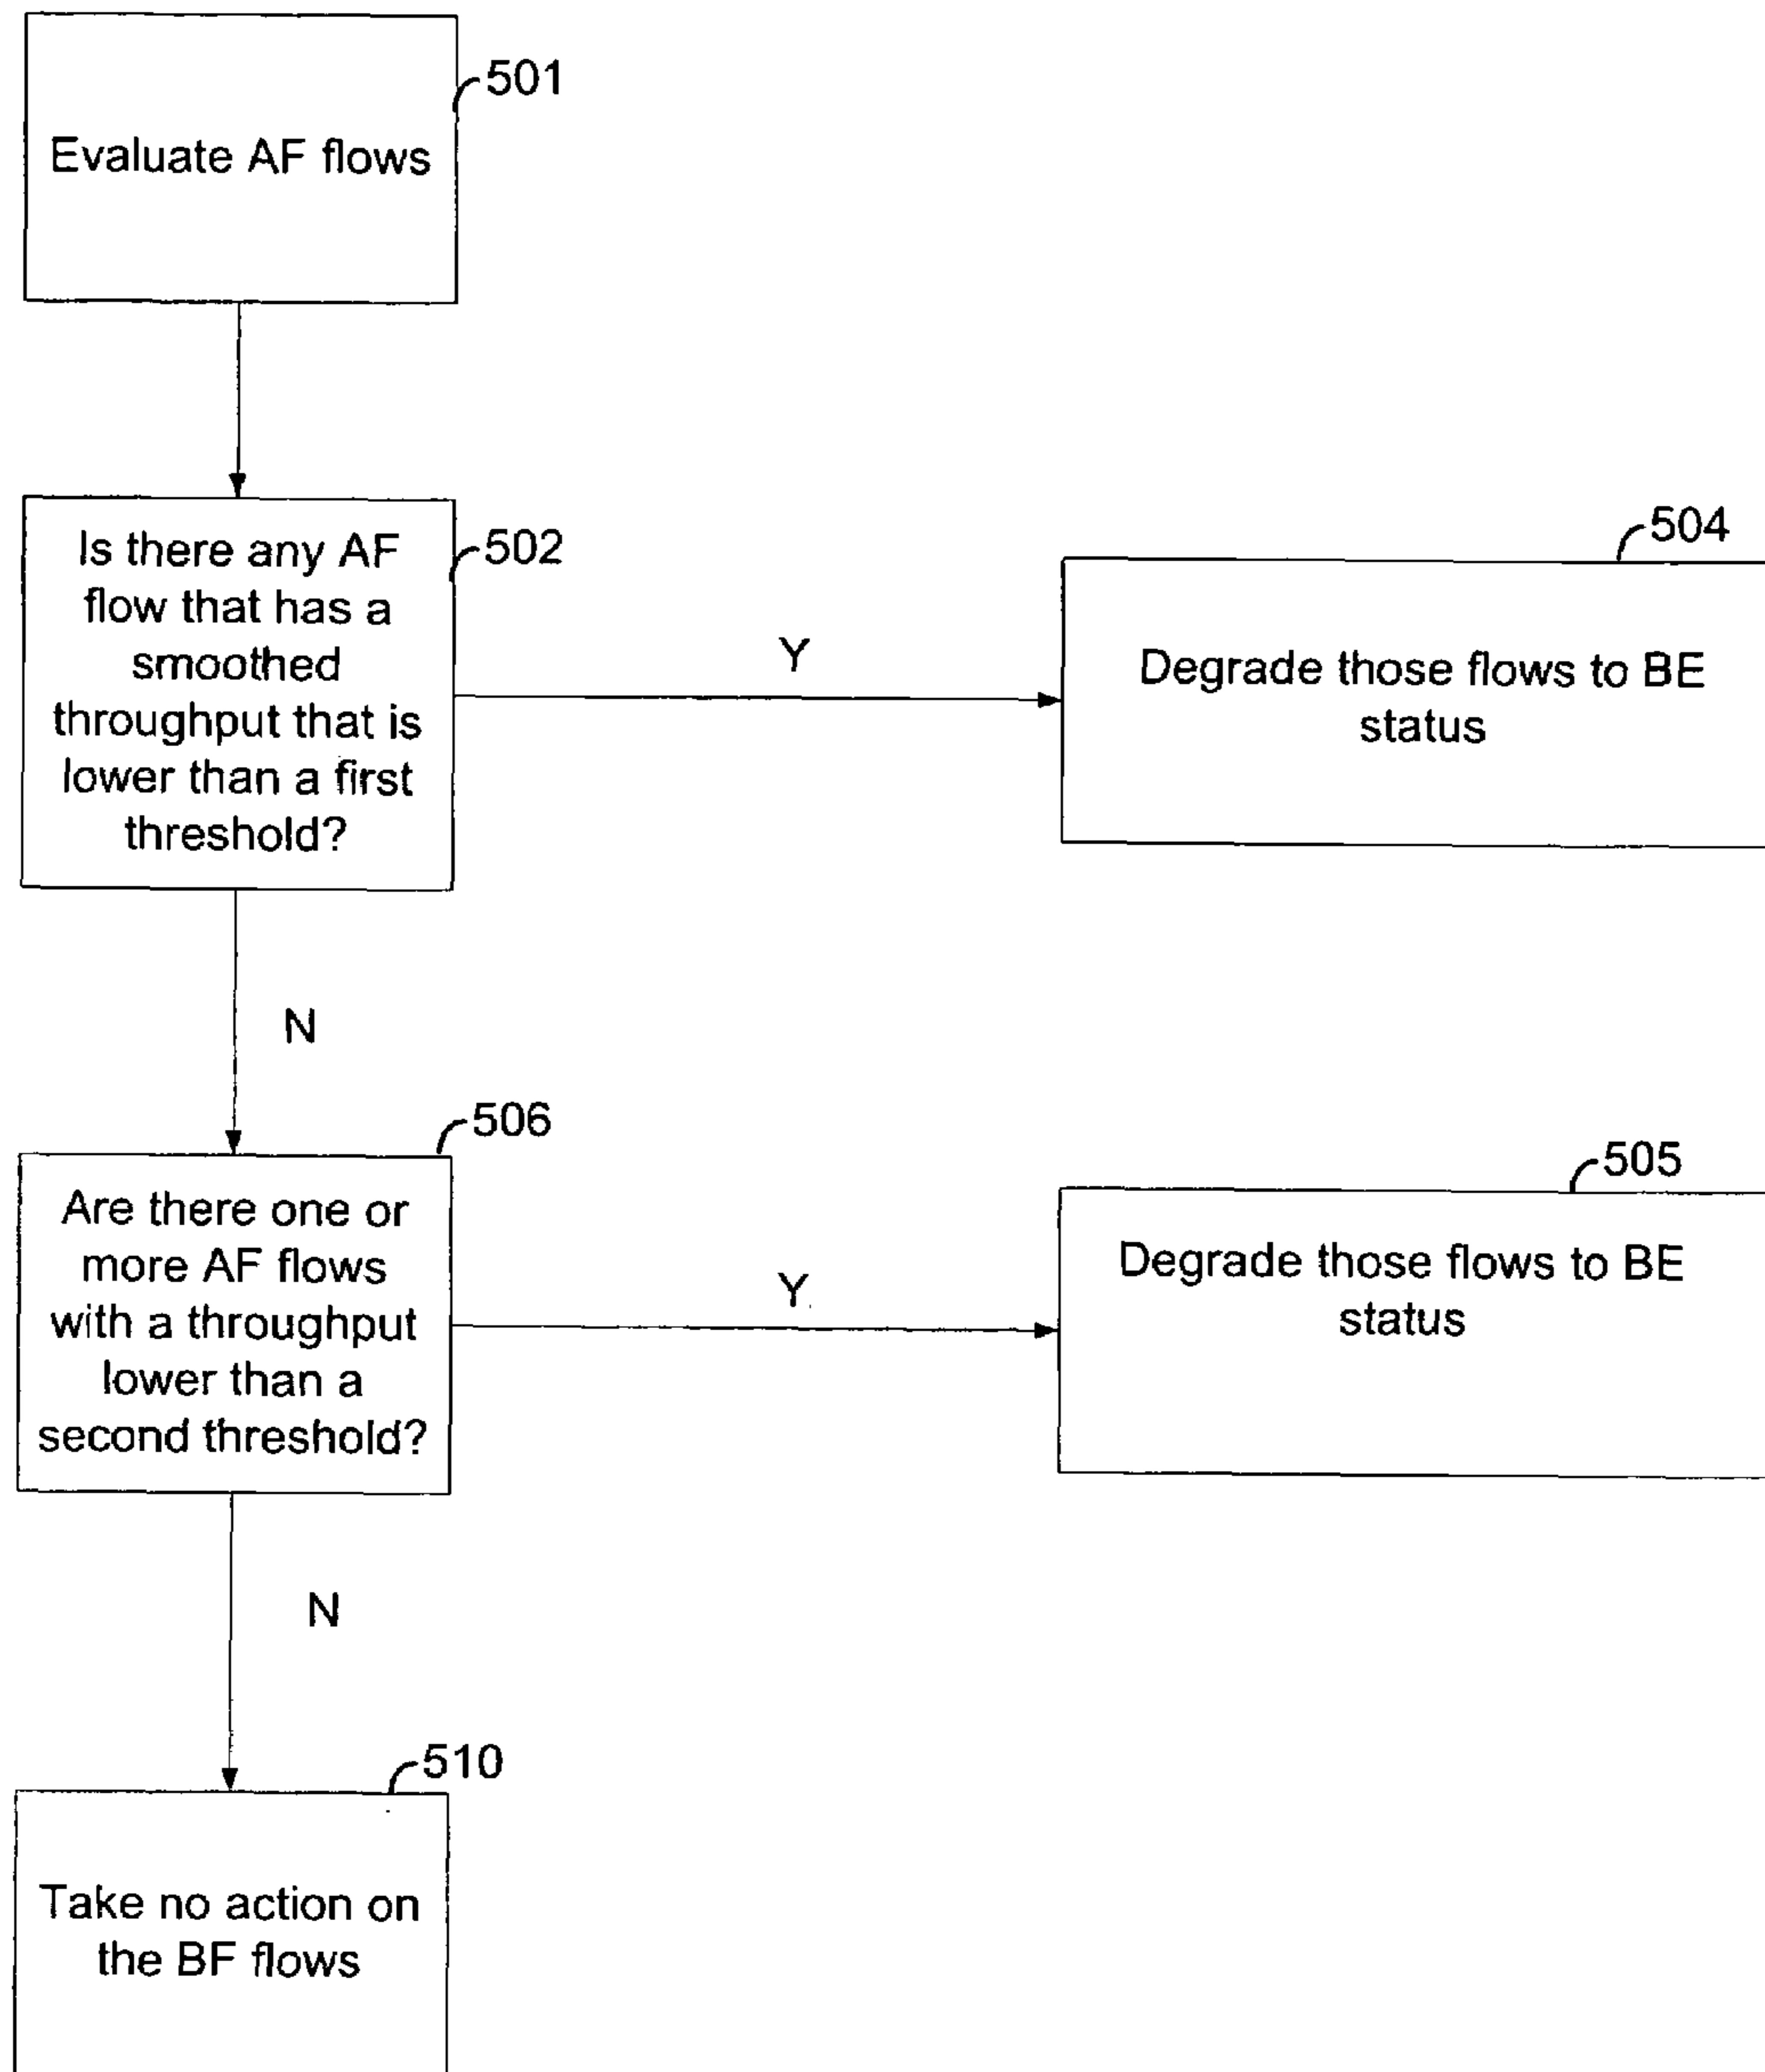 501
Evaluate AF flows
502
Is there any AF
flow that has a
smoothed
throughput that is
lower than a first
threshold?
Y
504
Degrade those flows to BE
status
N
506
Are there one or
more AF flows
with a throughput
lower than a
second threshold?
Y
505
Degrade those flows to BE
status
N
510
Take no action on
the BF flows